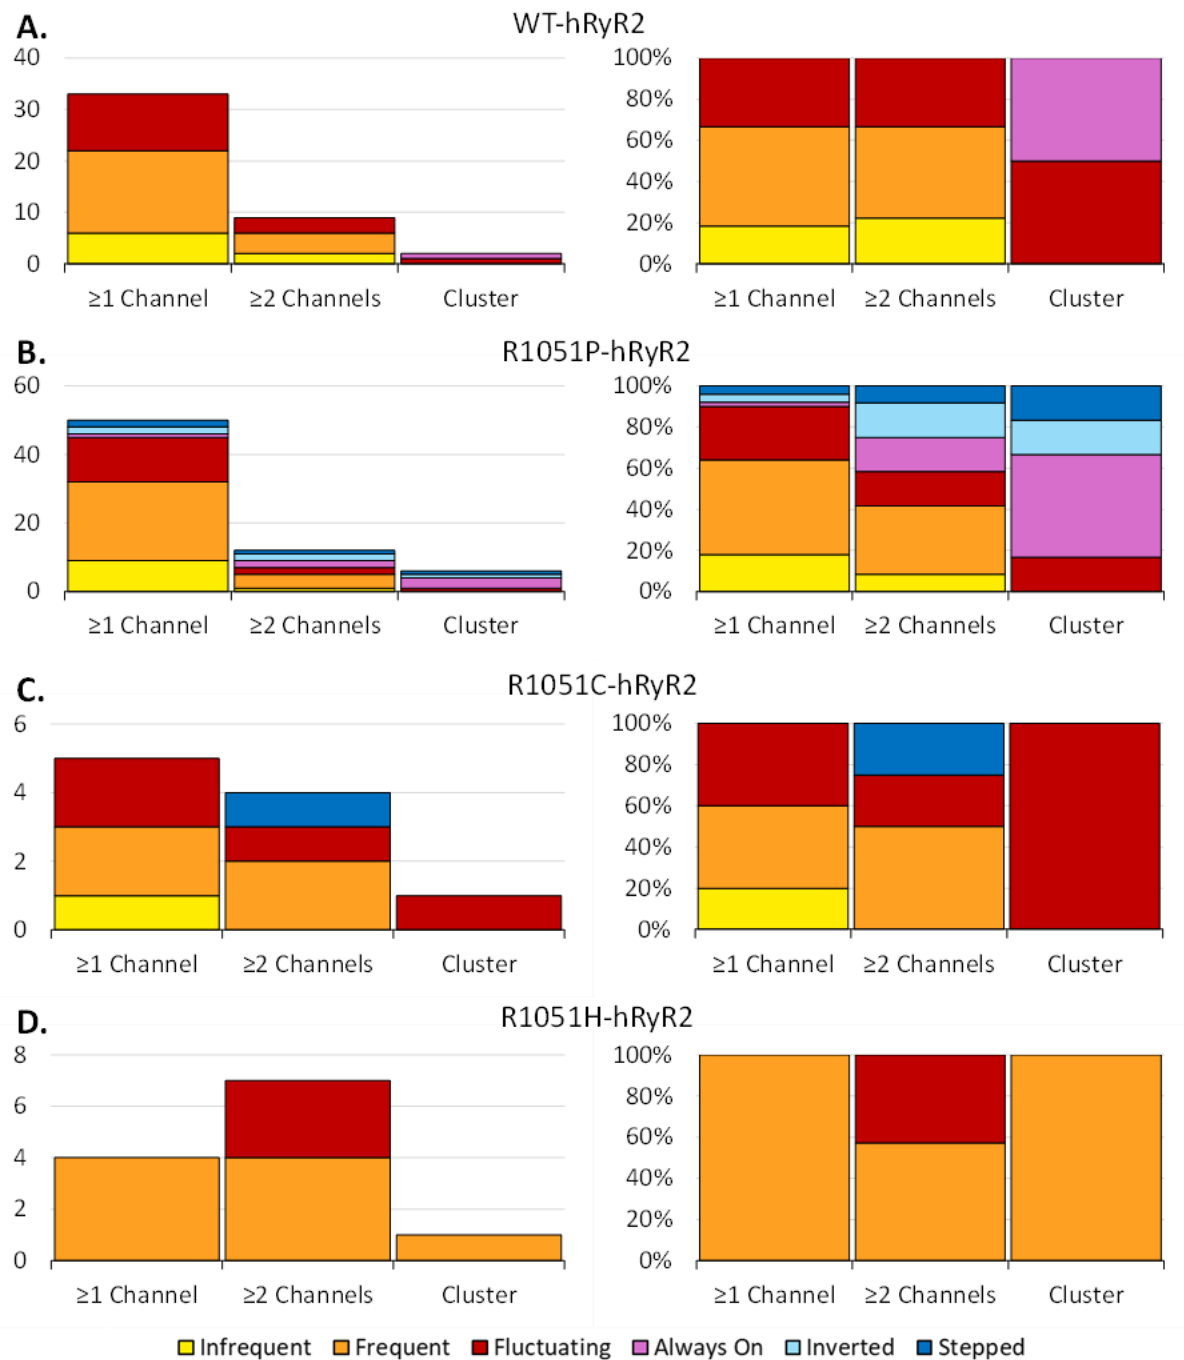 A.
WT-hRyR2
40
30
20
10
0
≥1 Channel
≥2 Channels
Cluster
100%
80%
60%
40%
20%
0%
≥1 Channel
≥2 Channels
Cluster
B.
R1051P-hRyR2
60
40
20
0
≥1 Channel
≥2 Channels
Cluster
100%
80%
60%
40%
20%
0%
≥1 Channel
≥2 Channels
Cluster
C.
R1051C-hRyR2
6
4
2
0
≥1 Channel
≥2 Channels
Cluster
100%
80%
60%
40%
20%
0%
≥1 Channel
≥2 Channels
Cluster
D.
R1051H-hRyR2
8
6
4
2
0
≥1 Channel
≥2 Channels
Cluster
100%
80%
60%
40%
20%
0%
≥1 Channel
≥2 Channels
Cluster
Infrequent Frequent Fluctuating Always On Inverted Stepped